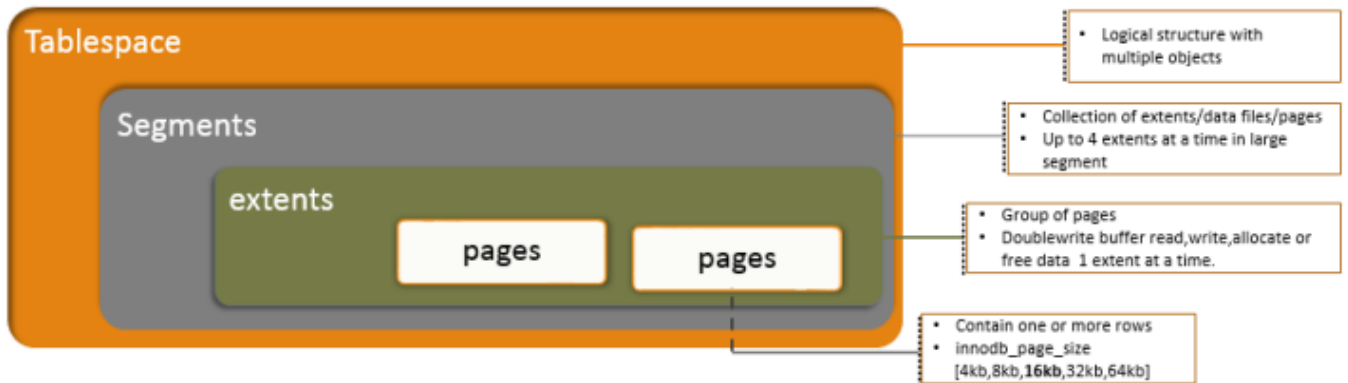 Tablespace
• Logical structure with
multiple objects
Segments
• Collection of extents/data files/pages
• Up to 4 extents at a time in large
segment
extents
• Group of pages
• Doublewrite buffer read,write,allocate or
free data 1 extent at a time.
pages
pages
• Contain one or more rows
• innodb_page_size
[4kb,8kb,16kb,32kb,64kb]